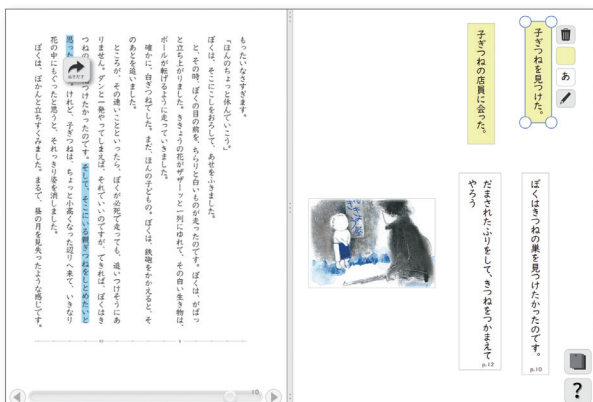 もったいなさすぎます。
「ほんのちょっと休んでいこう。」
ぼくは、そこにこしをおろして、あせをふきました。
と、その時、ぼくの目の前を、ちらりと白いものが走ったのです。ぼくは、がばっ
と立ち上がりました。ききょうの花がザザーッと一列にゆれて、その白い生き物は、
ボールが転げるように走っていきました。
確かに、白ぎつねでした。まだ、ほんの子どもの。ぼくは、鉄砲をかかえると、そ
のあとを追いました。
ところが、その速いことといったら、ぼくが必死で走っても、追いつけそうにあ
りません。ダンと一発やってしまえば、それでいいのですが、できれば、ぼくはき
つねの
つけたかったのです。そして、そこにいる親ぎつねをしとめたいと
思った
けれど、子ぎつねは、ちょっと小高くなった辺りへ来て、いきなり
花の中にもぐったと思うと、それっきり姿を消しました。
ぼくは、ぽかんと立ちすくみました。まるで、昼の月を見失ったような感じです。
ぬきだす
10
子ぎつねを見つけた。
あ
子ぎつねの店員に会った。
ぼくはきつねの巣を見つけたかったのです。
p.10
だまされたふりをして、きつねをつかまえて
やろう
p.12
?